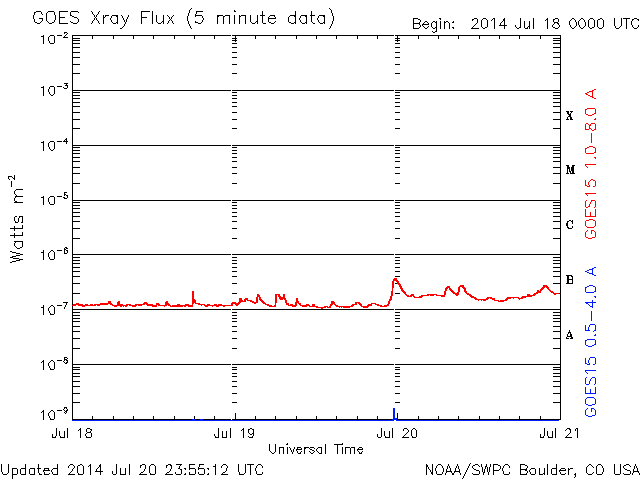 GOES Xray Flux (5 minute data)
Begin: 2014 Jul 18 0000 UTC
10⁻²
10⁻³
10⁻⁴
10⁻⁵
10⁻⁶
10⁻⁷
10⁻⁸
10⁻⁹
Watts m⁻²
X
M
C
B
A
GOES15 1.0-8.0 A
GOES15 0.5-4.0 A
Jul 18
Jul 19
Jul 20
Jul 21
Universal Time
Updated 2014 Jul 20 23:55:12 UTC
NOAA/SWPC Boulder, CO USA